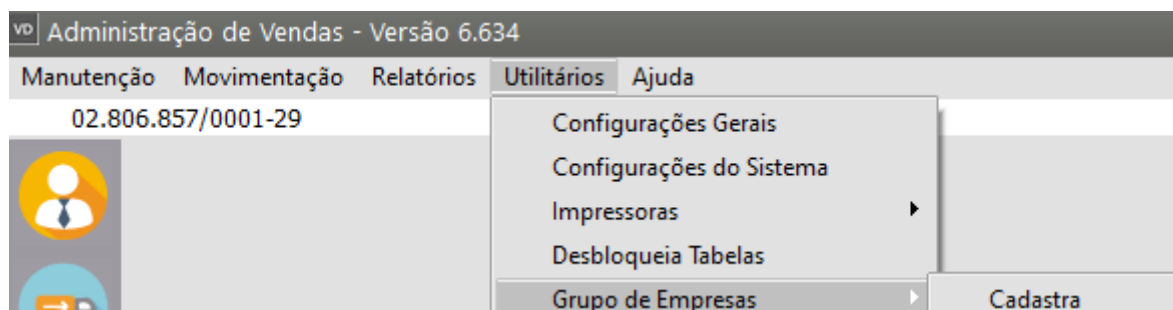 VD Administração de Vendas - Versão 6.634
Manutenção Movimentação Relatórios Utilitários Ajuda
02.806.857/0001-29
Configurações Gerais
Configurações do Sistema
Impressoras
Desbloqueia Tabelas
Grupo de Empresas Cadastra